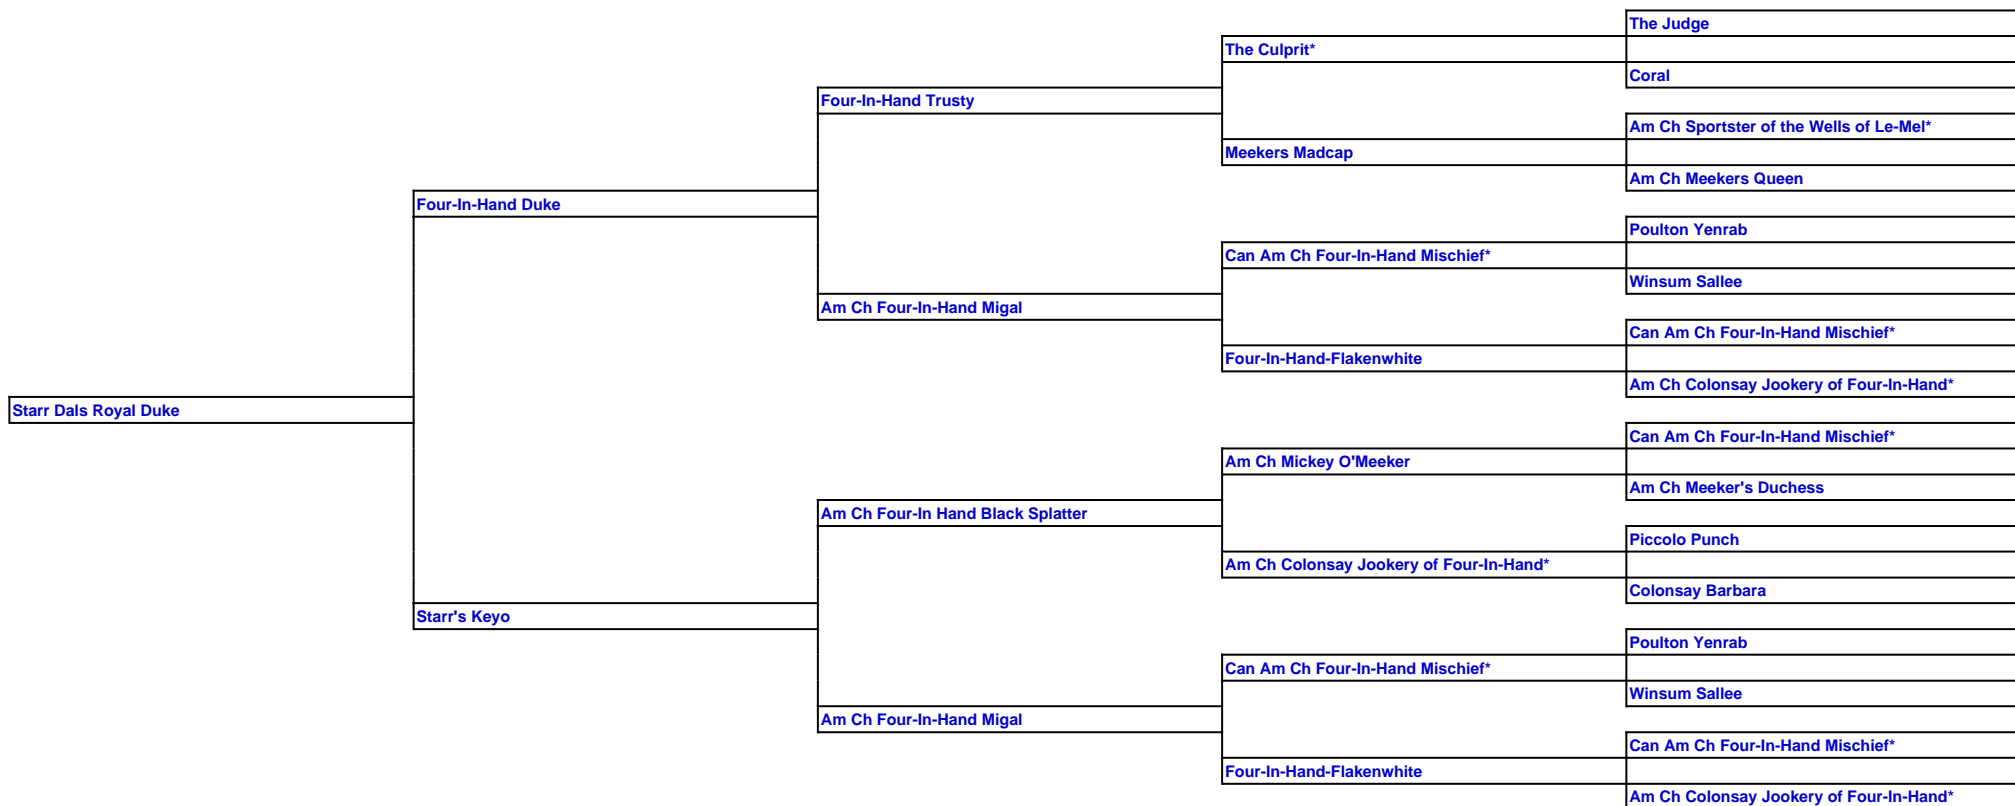 The Judge
The Culprit*
Coral
Four-In-Hand Trusty
Am Ch Sportster of the Wells of Le-Mel*
Meekers Madcap
Am Ch Meekers Queen
Four-In-Hand Duke
Poulton Yenrab
Can Am Ch Four-In-Hand Mischief*
Winsum Sallee
Am Ch Four-In-Hand Migal
Can Am Ch Four-In-Hand Mischief*
Four-In-Hand-Flakenwhite
Am Ch Colonsay Jookery of Four-In-Hand*
Starr Dals Royal Duke
Can Am Ch Four-In-Hand Mischief*
Am Ch Mickey O'Meeker
Am Ch Meeker's Duchess
Am Ch Four-In Hand Black Splatter
Piccolo Punch
Am Ch Colonsay Jookery of Four-In-Hand*
Colonsay Barbara
Starr's Keyo
Poulton Yenrab
Can Am Ch Four-In-Hand Mischief*
Winsum Sallee
Am Ch Four-In-Hand Migal
Can Am Ch Four-In-Hand Mischief*
Four-In-Hand-Flakenwhite
Am Ch Colonsay Jookery of Four-In-Hand*